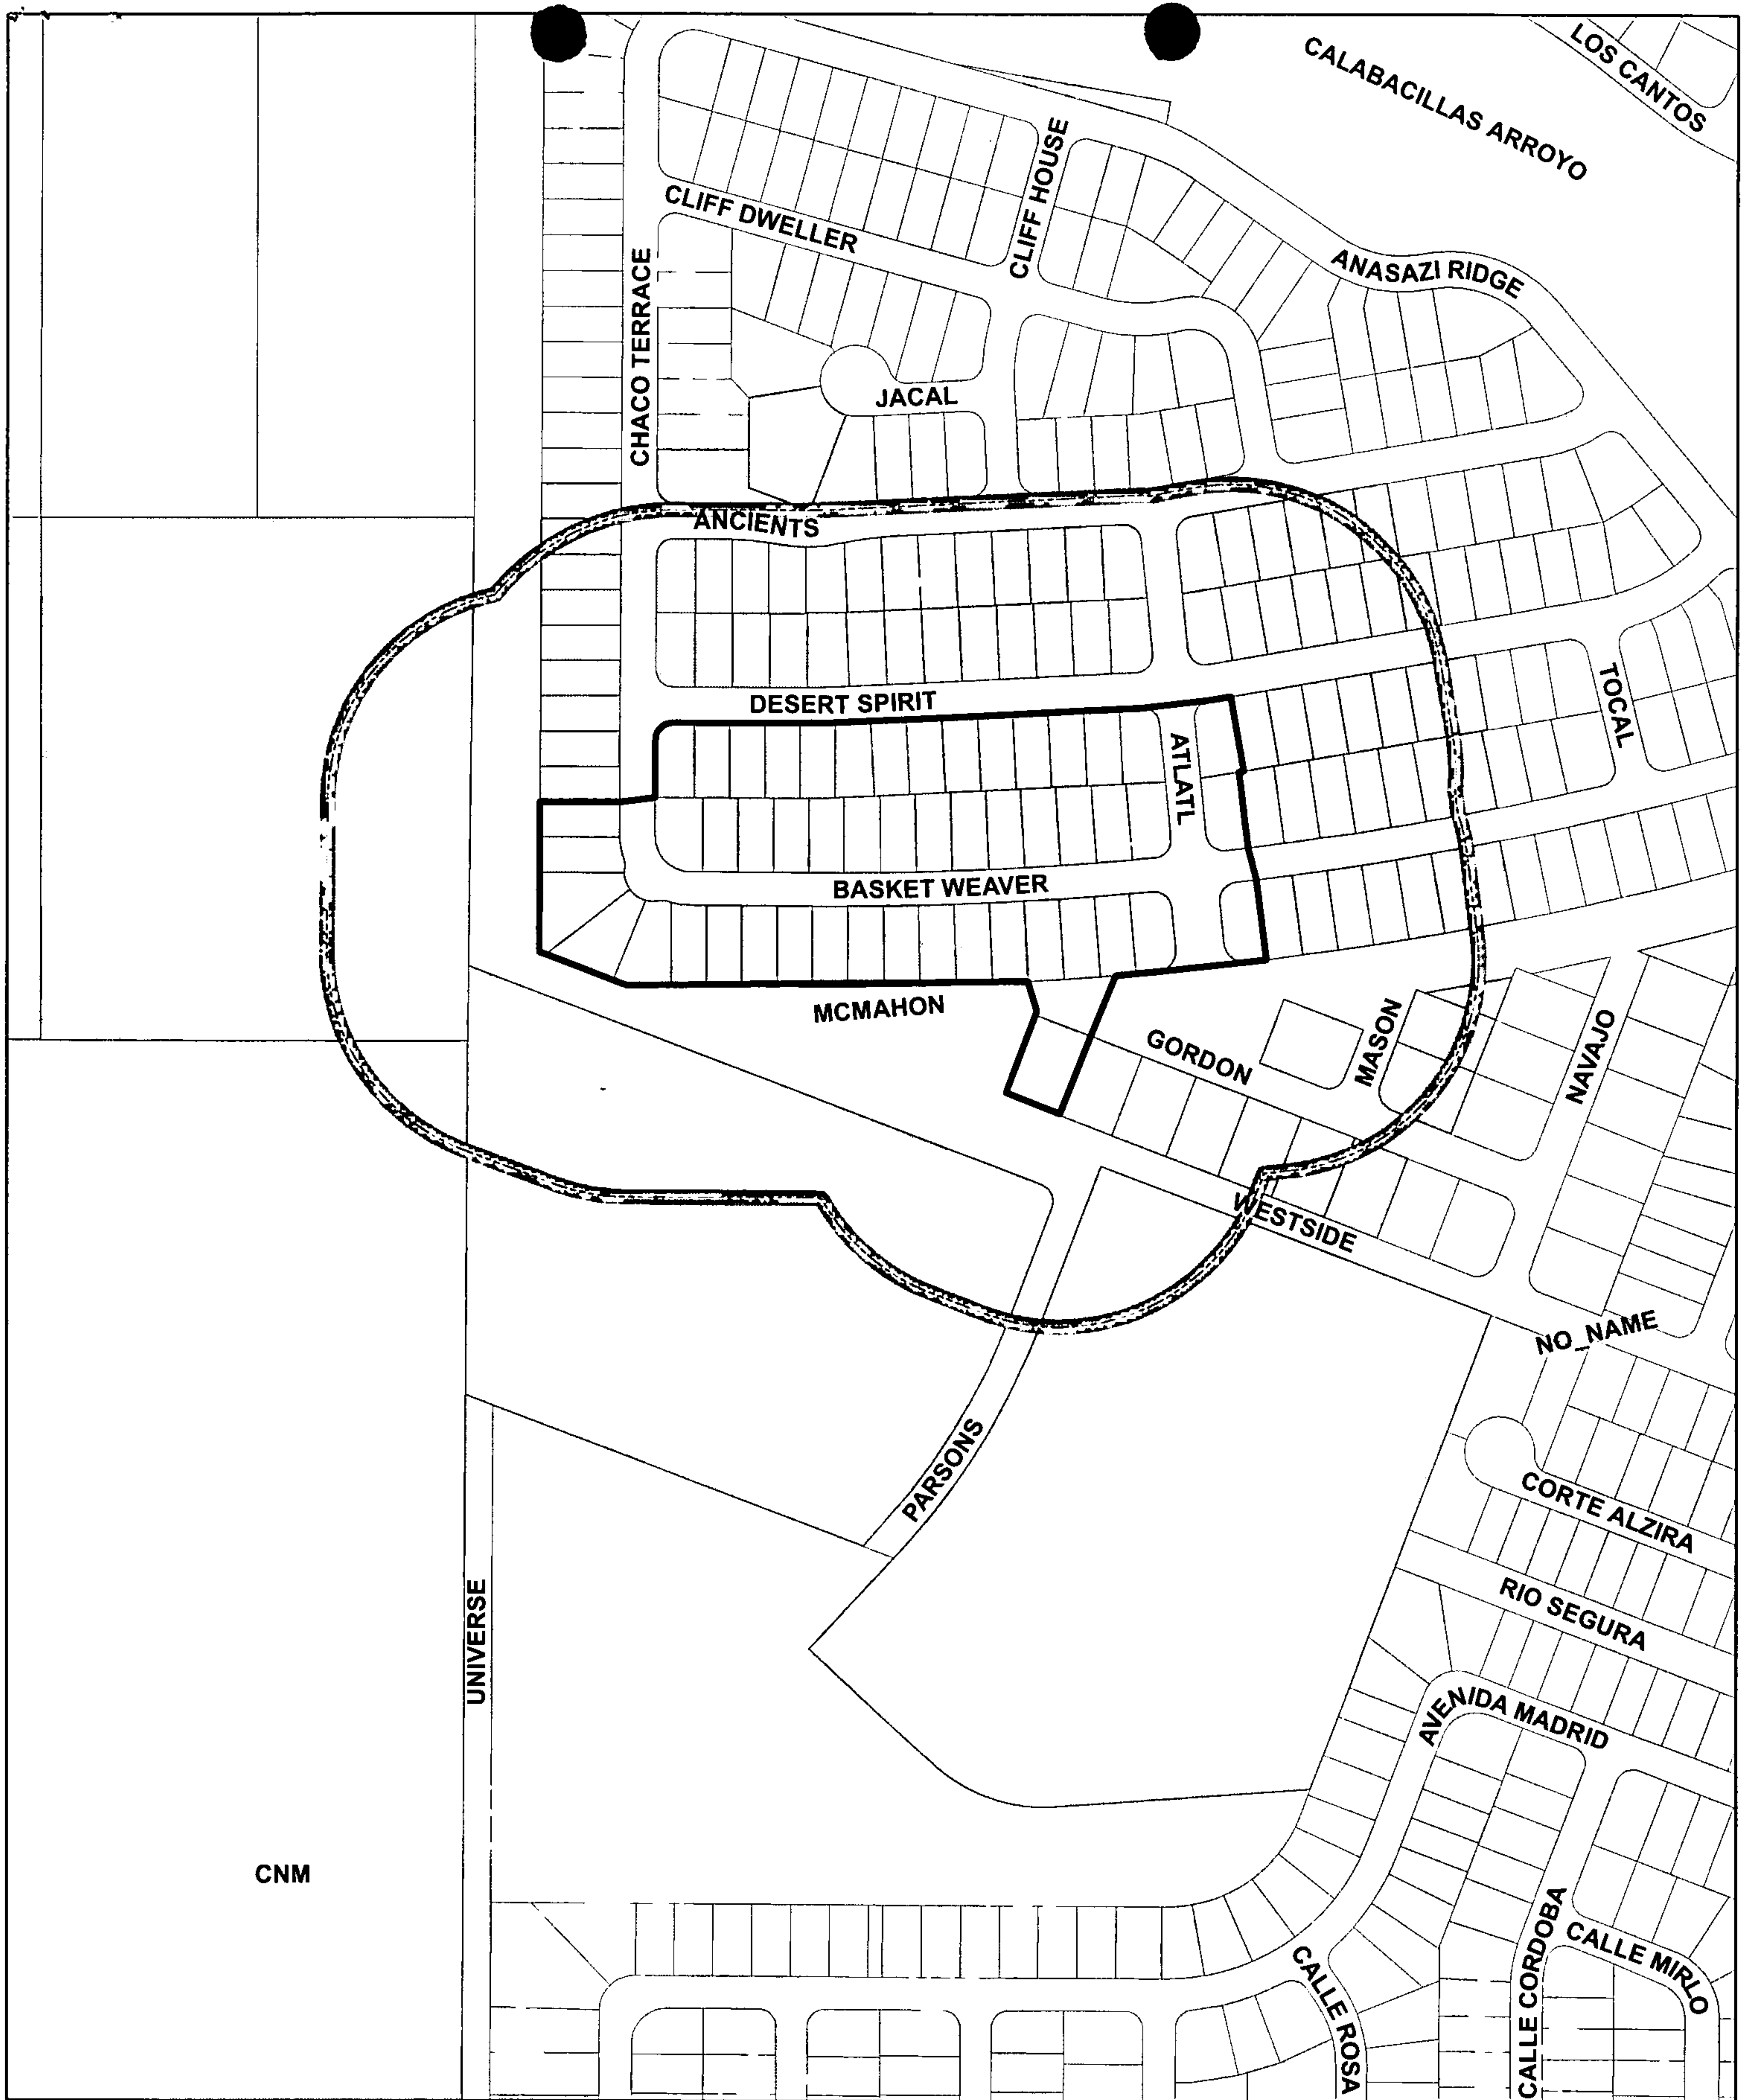 LOS CANTOS
CALABACILLAS ARROYO
CLIFF HOUSE
CLIFF DWELLER
ANASAZI RIDGE
CHACO TERRACE
JACAL
ANCIENTS
TOCAL
DESERT SPIRIT
ATLATL
BASKET WEAVER
MCMAHON
GORDON
MASON
NAVAJO
WESTSIDE
NO_NAME
PARSONS
CORTE ALZIRA
RIO SEGURA
UNIVERSE
AVENIDA MADRID
CNM
CALLE CORDOBA
CALLE MIRLO
CALLE ROSA